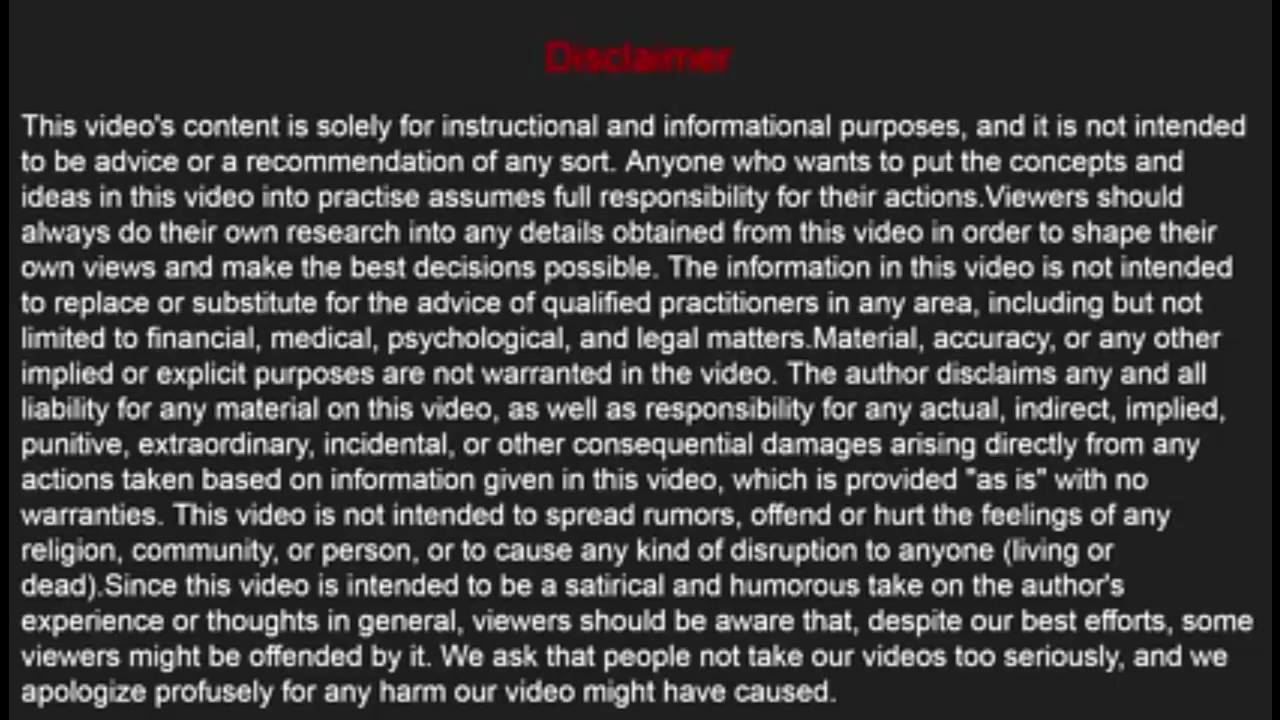 Disclaimer
This video's content is solely for instructional and informational purposes, and it is not intended
to be advice or a recommendation of any sort. Anyone who wants to put the concepts and
ideas in this video into practise assumes full responsibility for their actions.Viewers should
always do their own research into any details obtained from this video in order to shape their
own views and make the best decisions possible. The information in this video is not intended
to replace or substitute for the advice of qualified practitioners in any area, including but not
limited to financial, medical, psychological, and legal matters.Material, accuracy, or any other
implied or explicit purposes are not warranted in the video. The author disclaims any and all
liability for any material on this video, as well as responsibility for any actual, indirect, implied,
punitive, extraordinary, incidental, or other consequential damages arising directly from any
actions taken based on information given in this video, which is provided "as is" with no
warranties. This video is not intended to spread rumors, offend or hurt the feelings of any
religion, community, or person, or to cause any kind of disruption to anyone (living or
dead).Since this video is intended to be a satirical and humorous take on the author's
experience or thoughts in general, viewers should be aware that, despite our best efforts, some
viewers might be offended by it. We ask that people not take our videos too seriously, and we
apologize profusely for any harm our video might have caused.